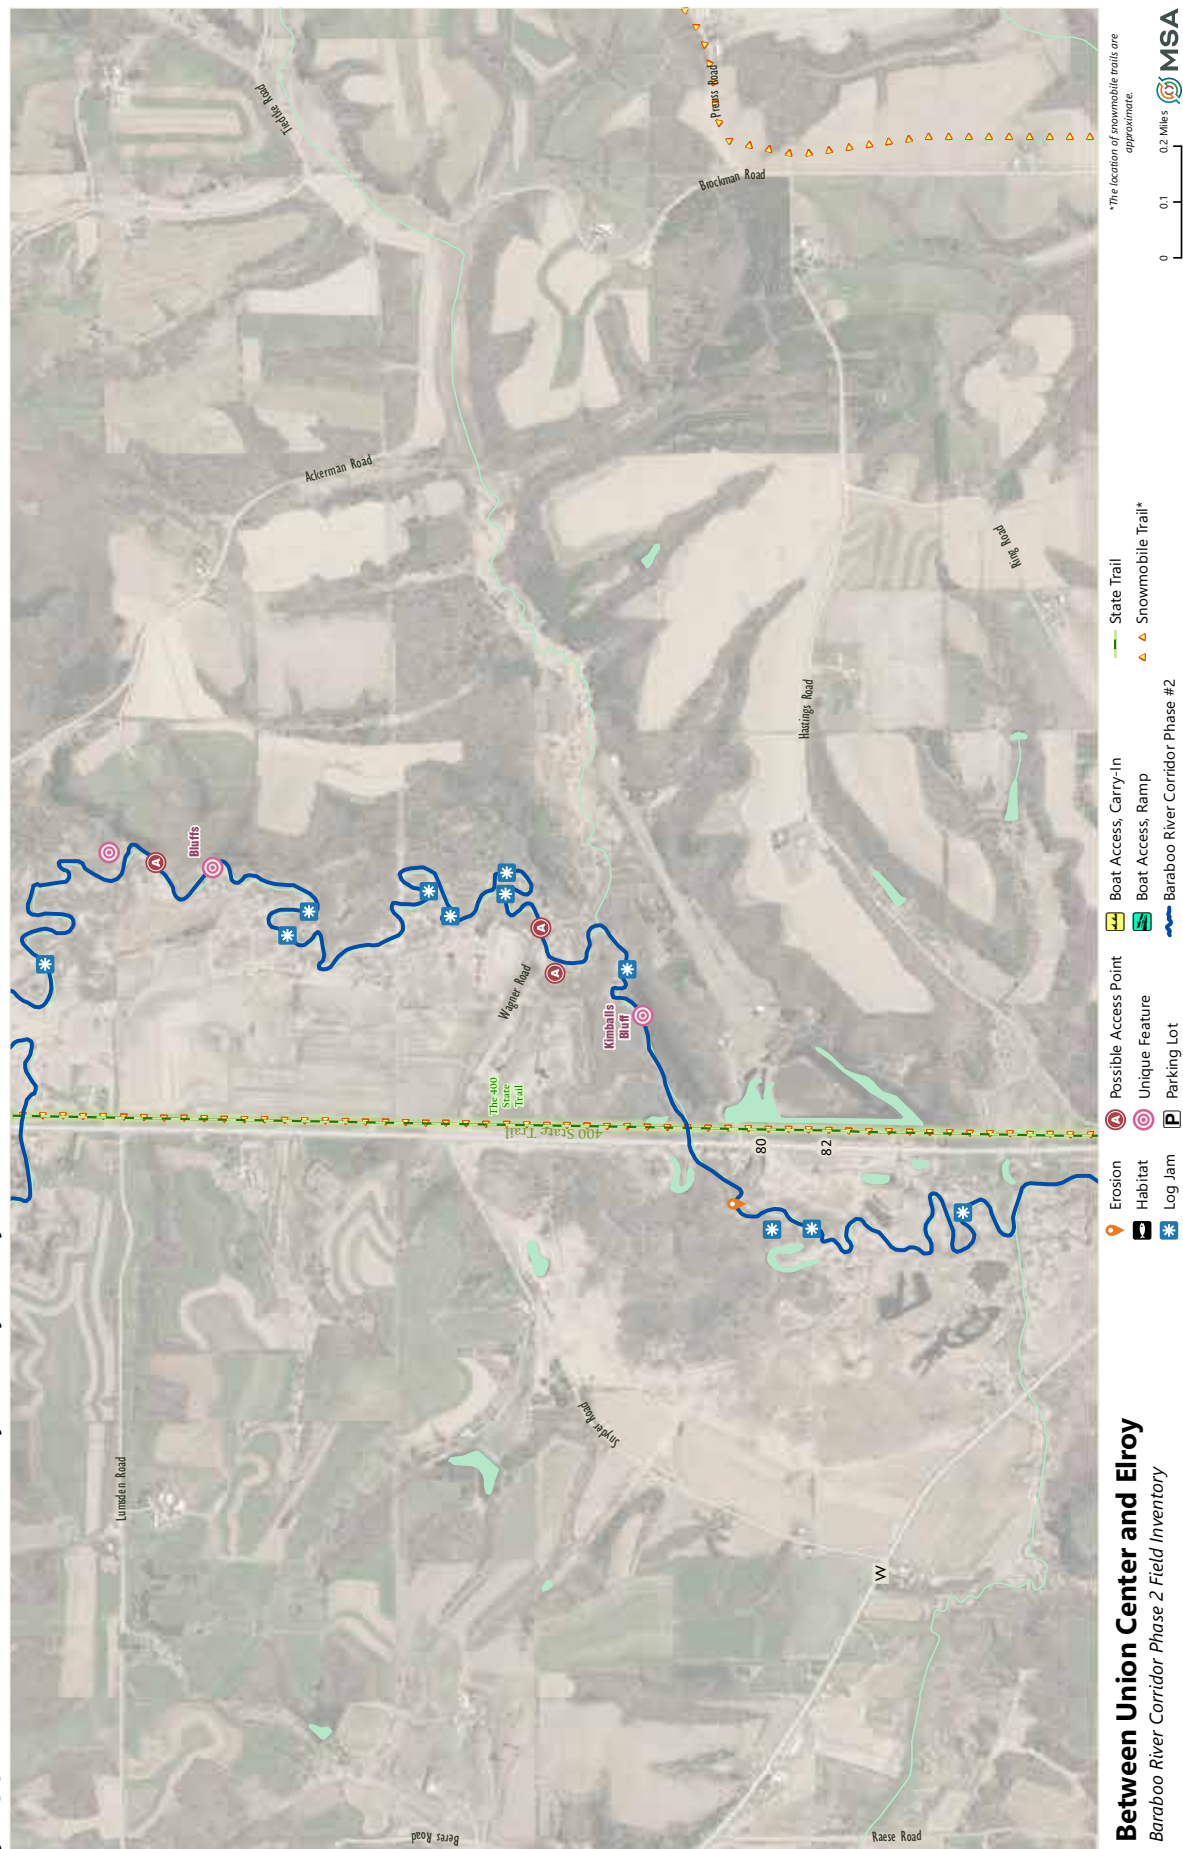 Tiedtke Road
Preuss Road
Brockman Road
Ackerman Road
Ring Road
Hastings Road
Bluffs
Wagner Road
Kimballs
Bluff
The 400
State
Trail
400 State Trail
80
82
Lumsden Road
Snyder Road
W
Beres Road
Raese Road
Between Union Center and Elroy
Baraboo River Corridor Phase 2 Field Inventory
Erosion
Habitat
Log Jam
Possible Access Point
Unique Feature
P Parking Lot
Boat Access, Carry-In
Boat Access, Ramp
Baraboo River Corridor Phase #2
State Trail
Snowmobile Trail*
*The location of snowmobile trails are
approximate.
0 0.1 0.2 Miles
MSA
A
A
A
A